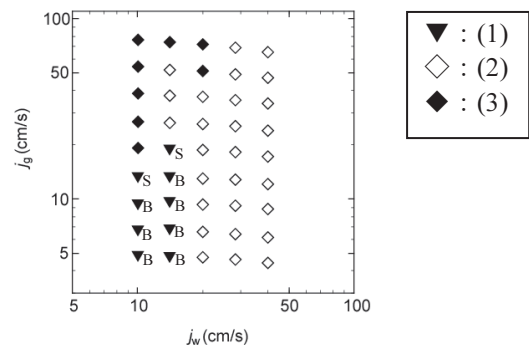 100
50
10
5
j_g (cm/s)
S
S B
B B
B B
B B
5 10 50 100
j_w (cm/s)
▼ : (1)
◇ : (2)
◆ : (3)